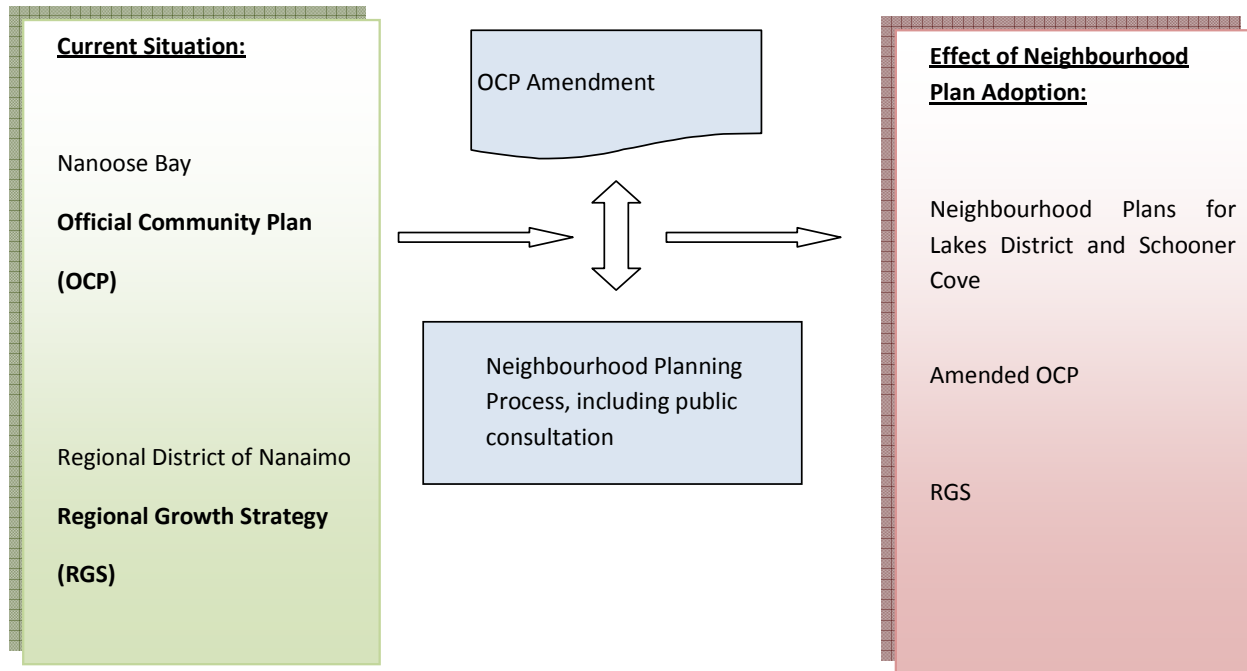 Current Situation:
Nanoose Bay
Official Community Plan
(OCP)
Regional District of Nanaimo
Regional Growth Strategy
(RGS)
OCP Amendment
Neighbourhood Planning
Process, including public
consultation
Effect of Neighbourhood
Plan Adoption:
Neighbourhood Plans for
Lakes District and Schooner
Cove
Amended OCP
RGS